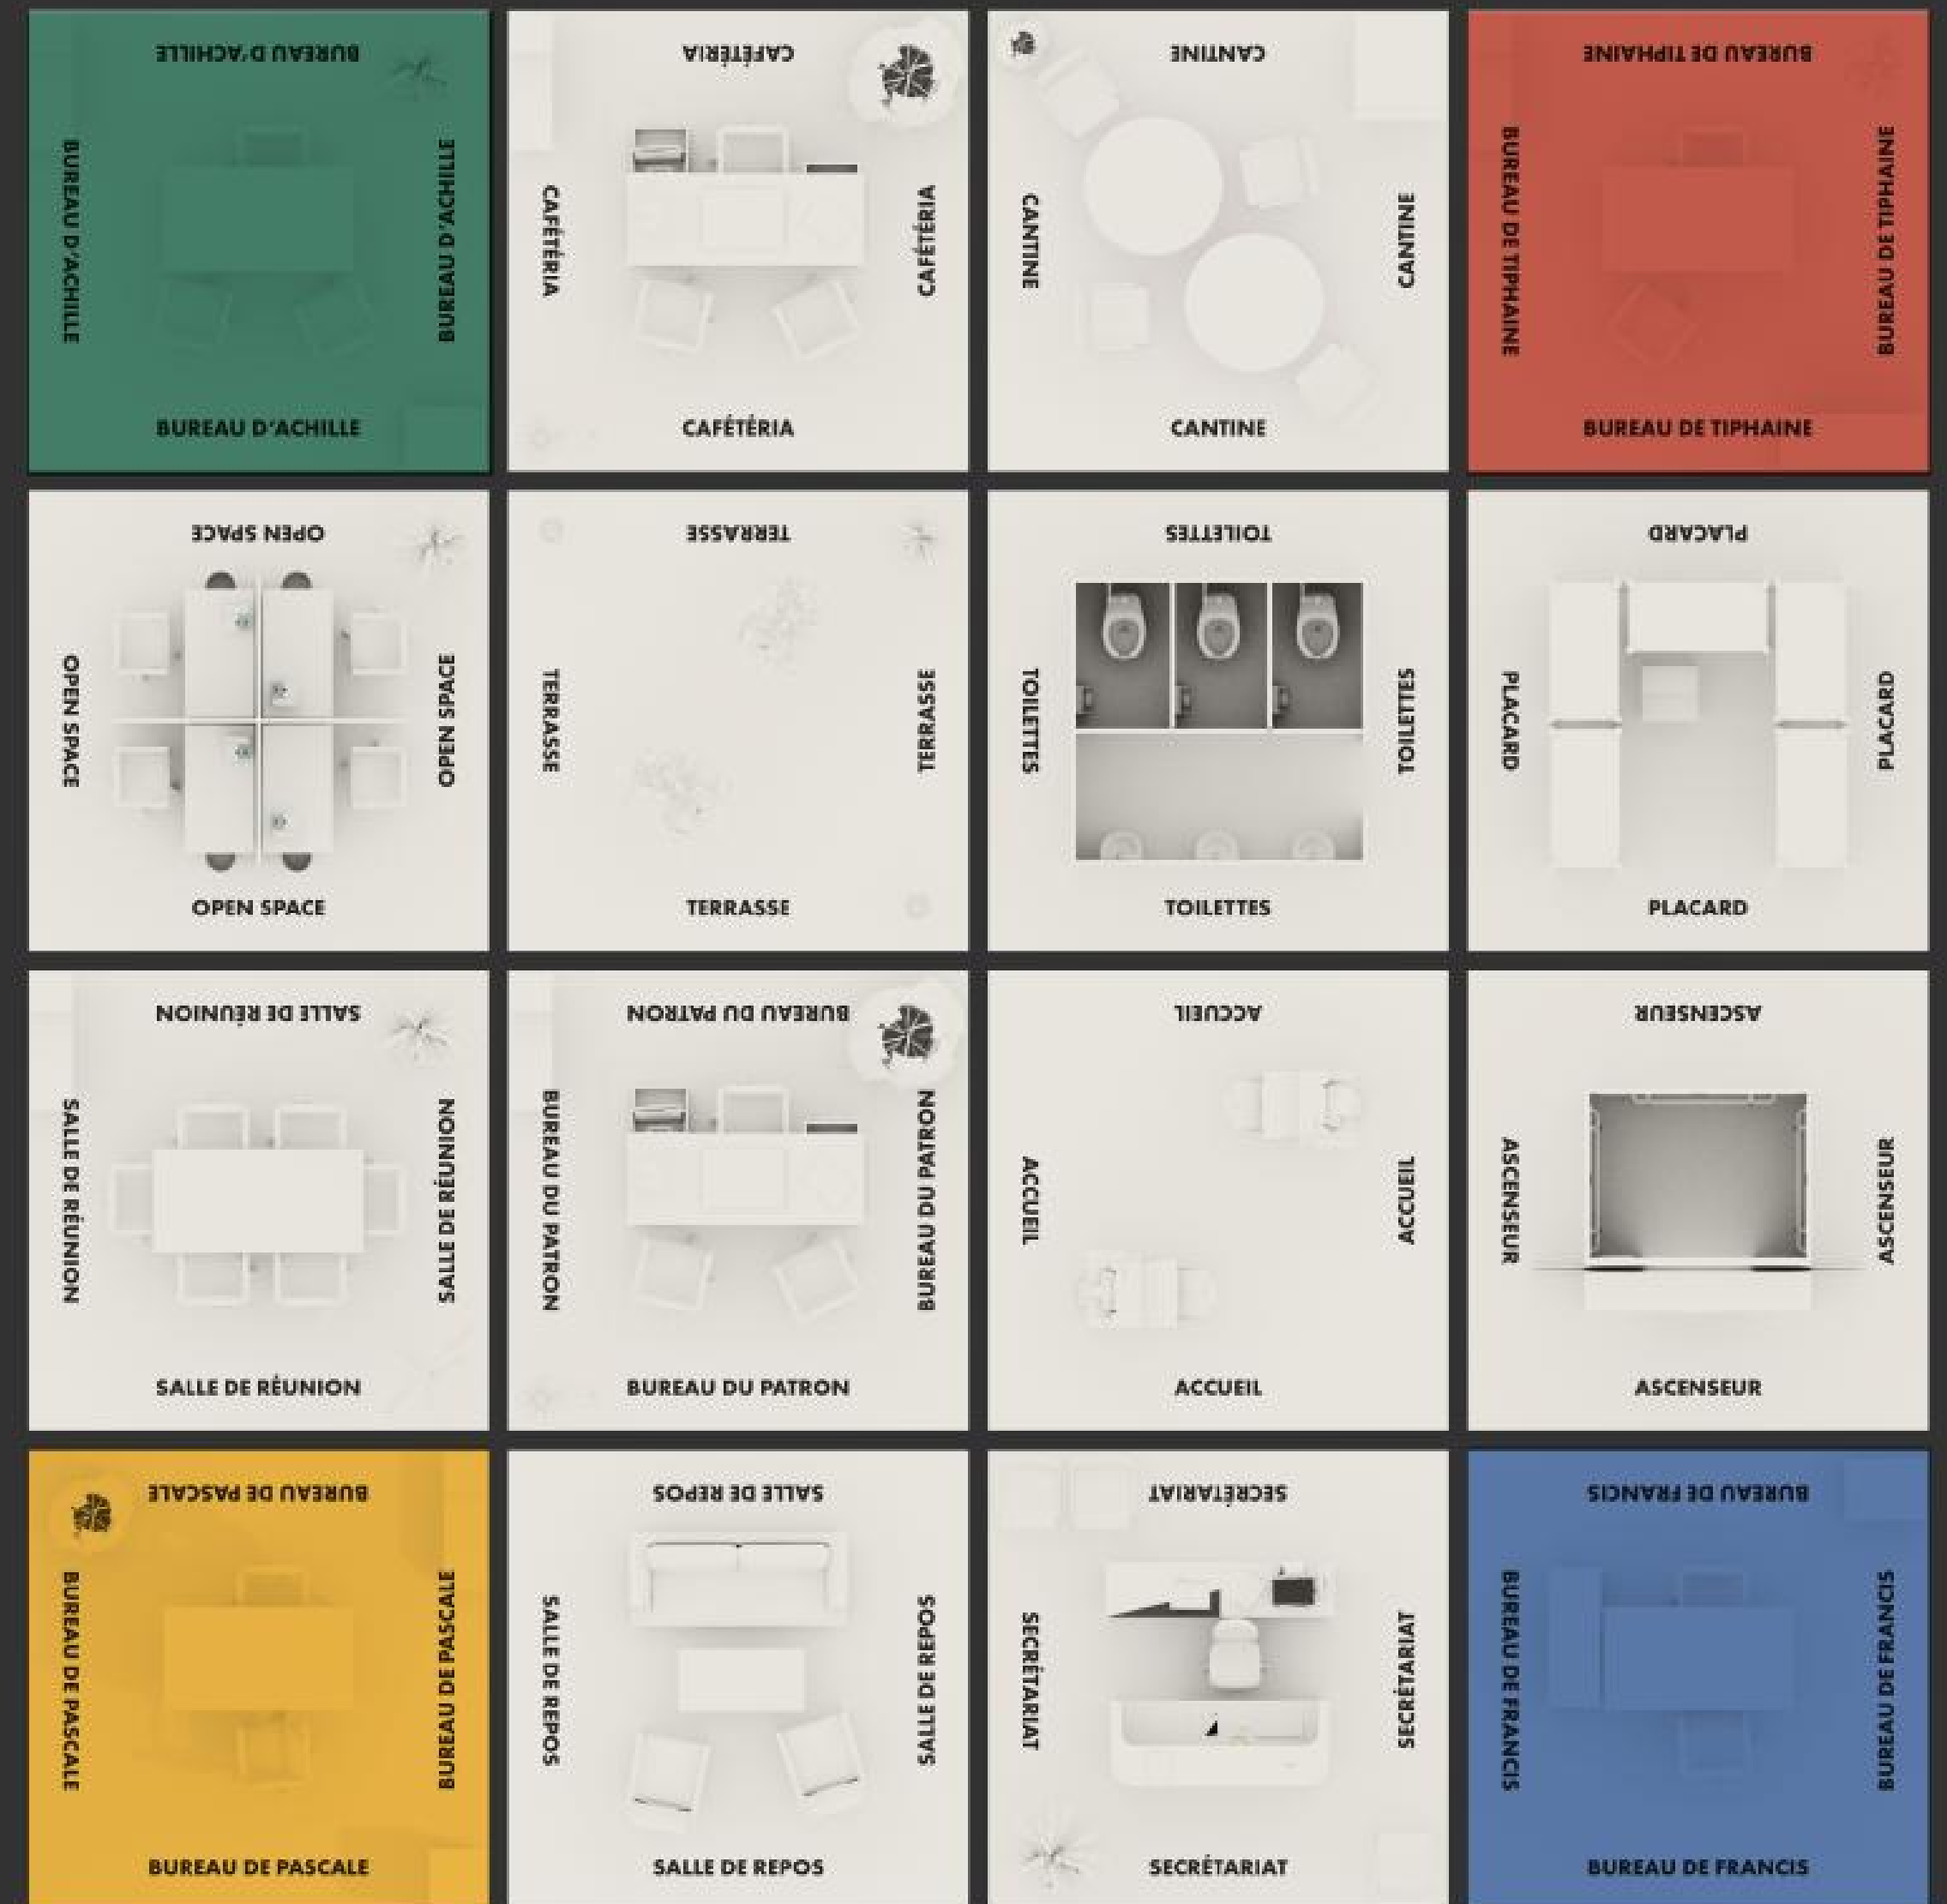 BUREAU D'ACHILLE
BUREAU D'ACHILLE
BUREAU D'ACHILLE
BUREAU D'ACHILLE
CAFÉTÉRIA
CAFÉTÉRIA
CAFÉTÉRIA
CAFÉTÉRIA
CANTINE
CANTINE
CANTINE
CANTINE
BUREAU DE TIPHAINE
BUREAU DE TIPHAINE
BUREAU DE TIPHAINE
BUREAU DE TIPHAINE
OPEN SPACE
OPEN SPACE
OPEN SPACE
OPEN SPACE
TERRASSE
TERRASSE
TERRASSE
TERRASSE
TOILETTES
TOILETTES
TOILETTES
TOILETTES
PLACARD
PLACARD
PLACARD
PLACARD
SALLE DE RÉUNION
SALLE DE RÉUNION
SALLE DE RÉUNION
SALLE DE RÉUNION
BUREAU DU PATRON
BUREAU DU PATRON
BUREAU DU PATRON
BUREAU DU PATRON
ACCUEIL
ACCUEIL
ACCUEIL
ACCUEIL
ASCENSEUR
ASCENSEUR
ASCENSEUR
ASCENSEUR
BUREAU DE PASCALE
BUREAU DE PASCALE
BUREAU DE PASCALE
BUREAU DE PASCALE
SALLE DE REPOS
SALLE DE REPOS
SALLE DE REPOS
SALLE DE REPOS
SECRÉTARIAT
SECRÉTARIAT
SECRÉTARIAT
SECRÉTARIAT
BUREAU DE FRANCIS
BUREAU DE FRANCIS
BUREAU DE FRANCIS
BUREAU DE FRANCIS